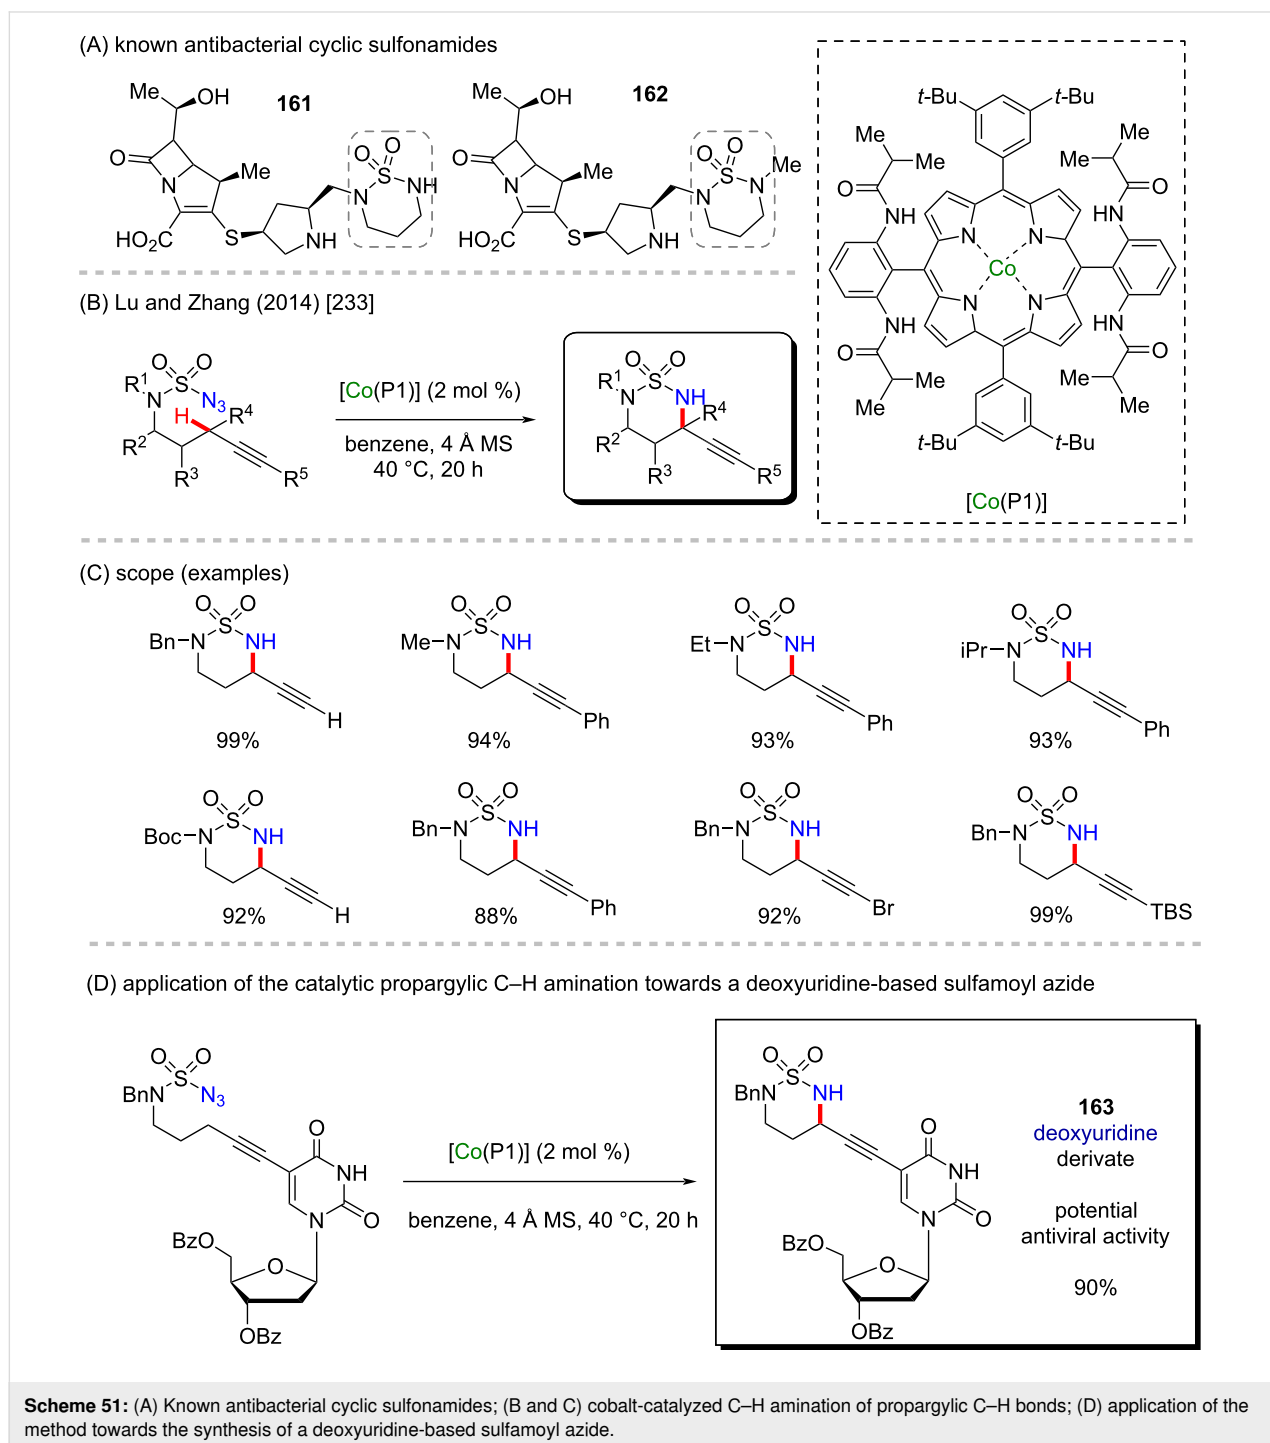 (A) known antibacterial cyclic sulfonamides
Me OH 161
O
N
Me
HO2C
S
NH
N
S
O O
NH
Me OH 162
O
N
Me
HO2C
S
NH
N
S
O O
N
Me
t-Bu t-Bu
Me Me
Me Me
O O
NH HN
N N
Co
N N
NH HN
O O
Me Me
Me Me
t-Bu t-Bu
[Co(P1)]
(B) Lu and Zhang (2014) [233]
O O
R1 S
N N3
H R4
R2
R3 R5
[Co(P1)] (2 mol %)
benzene, 4 Å MS
40 °C, 20 h
O O
R1 S
N NH
R4
R2
R3 R5
(C) scope (examples)
O O
S
Bn N NH
H
99%
O O
S
Me N NH
Ph
94%
O O
S
Et N NH
Ph
93%
O O
S
iPr N NH
Ph
93%
O O
S
Boc N NH
H
92%
O O
S
Bn N NH
Ph
88%
O O
S
Bn N NH
Br
92%
O O
S
Bn N NH
TBS
99%
(D) application of the catalytic propargylic C–H amination towards a deoxyuridine-based sulfamoyl azide
O O
S
BnN N3
O
NH
N O
BzO
O
OBz
[Co(P1)] (2 mol %)
benzene, 4 Å MS, 40 °C, 20 h
O O
S
BnN NH
O
NH
N O
BzO
O
OBz
163
deoxyuridine
derivate
potential
antiviral activity
90%
Scheme 51: (A) Known antibacterial cyclic sulfonamides; (B and C) cobalt-catalyzed C–H amination of propargylic C–H bonds; (D) application of the
method towards the synthesis of a deoxyuridine-based sulfamoyl azide.